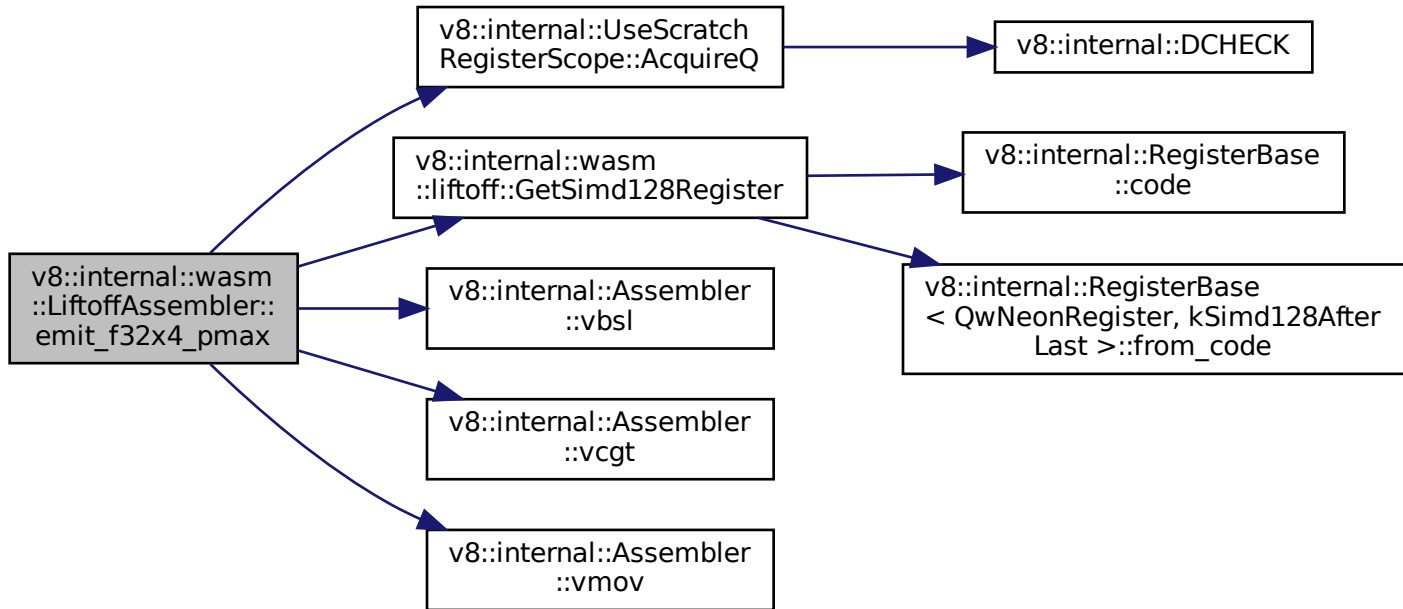 v8::internal::wasm
::LiftoffAssembler::
emit_f32x4_pmax
v8::internal::UseScratch
RegisterScope::AcquireQ
v8::internal::DCHECK
v8::internal::wasm
::liftoff::GetSimd128Register
v8::internal::RegisterBase
::code
v8::internal::RegisterBase
< QwNeonRegister, kSimd128After
Last >::from_code
v8::internal::Assembler
::vbsl
v8::internal::Assembler
::vcgt
v8::internal::Assembler
::vmov